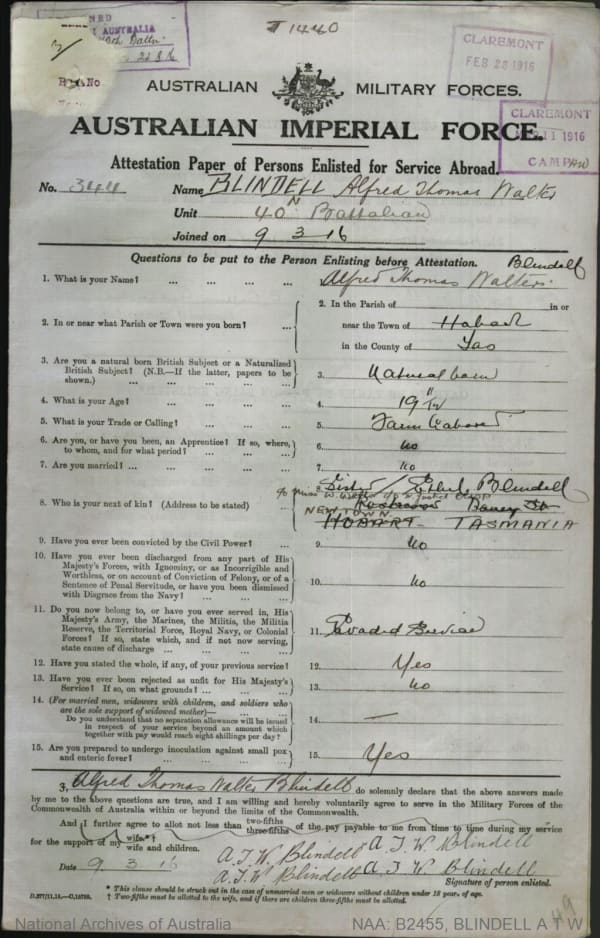 1440
CLAREMONT
FEB 28 1916
AUSTRALIAN MILITARY FORCES.
CLAREMONT
11 1916
CAMP
AUSTRALIAN IMPERIAL FORCE.
Attestation Paper of Persons Enlisted for Service Abroad.
No. 344 Name BLINDELL Alfred Thomas Walter
Unit 40 N Battalion
Joined on 9 3 16
Questions to be put to the Person Enlisting before Attestation.
1. What is your Name? ... ... ... ... Alfred Thomas Walter Blindell
2. In or near what Parish or Town were you born? ... 2. In the Parish of in or
near the Town of Hobart
in the County of Tas
3. Are you a natural born British Subject or a Naturalized British Subject? (N.B.—If the latter, papers to be shown.) ... ... ... ... 3. Natural born
4. What is your Age? ... ... ... ... 4. 19 11/12
5. What is your Trade or Calling? ... ... ... 5. Farm Labourer
6. Are you, or have you been, an Apprentice? If so, where, to whom, and for what period? ... ... ... 6. No
7. Are you married? ... ... ... ... 7. No
8. Who is your next of kin? (Address to be stated) ... 8. Sister / Ethel Blindell
NEW TOWN
HOBART TASMANIA
9. Have you ever been convicted by the Civil Power? ... 9. No
10. Have you ever been discharged from any part of His Majesty's Forces, with Ignominy, or as Incorrigible and Worthless, or on account of Conviction of Felony, or of a Sentence of Penal Servitude, or have you been dismissed with Disgrace from the Navy? ... ... ... 10. No
11. Do you now belong to, or have you ever served in, His Majesty's Army, the Marines, the Militia, the Militia Reserve, the Territorial Force, Royal Navy, or Colonial Forces? If so, state which, and if not now serving, state cause of discharge ... ... ... 11. Evaded Service
12. Have you stated the whole, if any, of your previous service? 12. Yes
13. Have you ever been rejected as unfit for His Majesty's Service? If so, on what grounds? ... ... ... 13. No
14. (For married men, widowers with children, and soldiers who are the sole support of widowed mother)—
Do you understand that no separation allowance will be issued in respect of your service beyond an amount which together with pay would reach eight shillings per day? 14. —
15. Are you prepared to undergo inoculation against small pox and enteric fever? ... ... ... ... 15. Yes
I, Alfred Thomas Walter Blindell do solemnly declare that the above answers made
by me to the above questions are true, and I am willing and hereby voluntarily agree to serve in the Military Forces of the
Commonwealth of Australia within or beyond the limits of the Commonwealth.
And I further agree to allot not less than two-fifths three-fifths of the pay payable to me from time to time during my service
for the support of my wife.*† wife and children.
A. T. W. Blindell A T. W Blindell
Date 9. 3. 16 A. T. W. Blindell A. T W. Blindell
Signature of person enlisted.
* This clause should be struck out in the case of unmarried men or widowers without children under 18 year. of age.
† Two-fifths must be allotted to the wife, and if there are children three-fifths must be allotted.
National Archives of Australia NAA: B2455, BLINDELL A T W